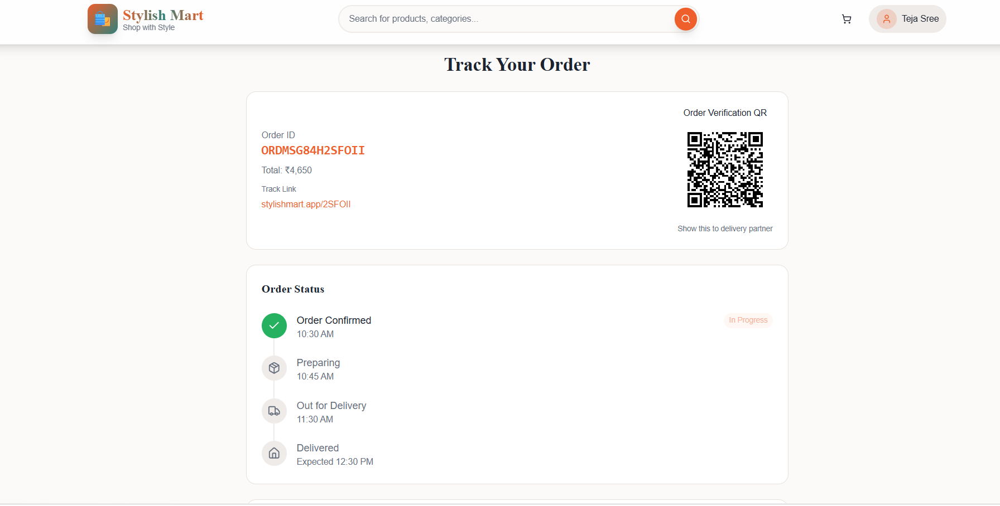 Stylish Mart
Shop with Style
Search for products, categories...
Teja Sree
Track Your Order
Order ID
ORDMSG84H2SFOII
Total: ₹4,650
Track Link
stylishmart.app/2SFOII
Order Verification QR
Show this to delivery partner
Order Status
Order Confirmed
10:30 AM
In Progress
Preparing
10:45 AM
Out for Delivery
11:30 AM
Delivered
Expected 12:30 PM